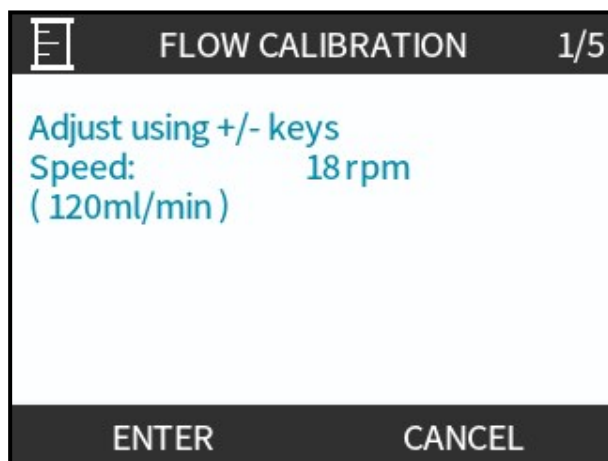 FLOW CALIBRATION 1/5
Adjust using +/- keys
Speed: 18 rpm
( 120ml/min )
ENTER CANCEL